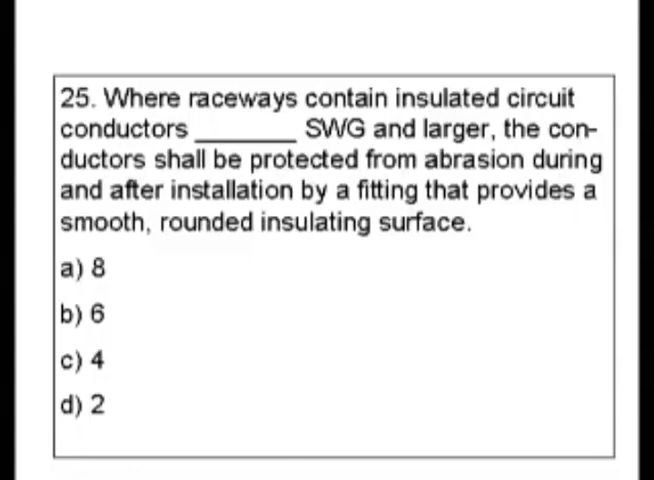 25. Where raceways contain insulated circuit
conductors ________ SWG and larger, the con-
ductors shall be protected from abrasion during
and after installation by a fitting that provides a
smooth, rounded insulating surface.
a) 8
b) 6
c) 4
d) 2